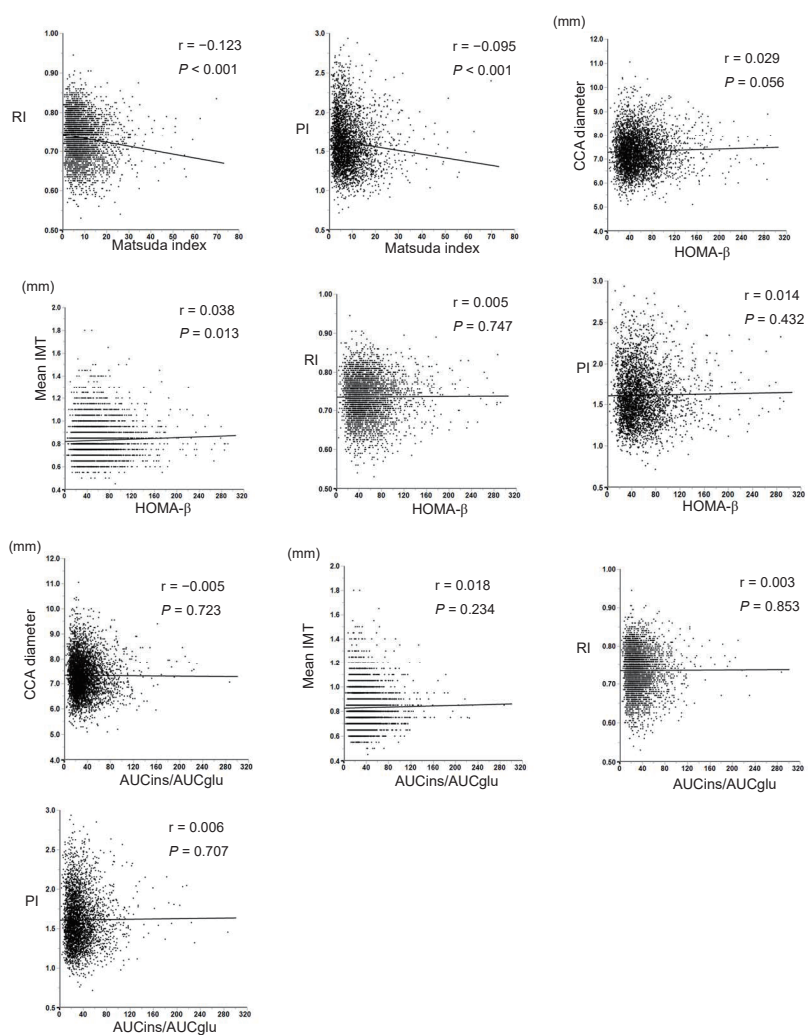 (mm)
1.00
0.90
0.80
0.70
0.60
0.50
RI
r = −0.123
P < 0.001
0 10 20 30 40 50 60 70 80
Matsuda index
3.0
2.5
2.0
1.5
1.0
0.5
PI
r = −0.095
P < 0.001
0 10 20 30 40 50 60 70 80
Matsuda index
12.0
11.0
10.0
9.0
8.0
7.0
6.0
5.0
4.0
CCA diameter
r = 0.029
P = 0.056
0 40 80 120 160 200 240 280 320
HOMA-β
(mm)
2.0
1.8
1.6
1.4
1.2
1.0
0.8
0.6
0.4
Mean IMT
r = 0.038
P = 0.013
0 40 80 120 160 200 240 280 320
HOMA-β
1.00
0.90
0.80
0.70
0.60
0.50
RI
r = 0.005
P = 0.747
0 40 80 120 160 200 240 280 320
HOMA-β
3.0
2.5
2.0
1.5
1.0
0.5
PI
r = 0.014
P = 0.432
0 40 80 120 160 200 240 280 320
HOMA-β
(mm)
12.0
11.0
10.0
9.0
8.0
7.0
6.0
5.0
4.0
CCA diameter
r = −0.005
P = 0.723
0 40 80 120 160 200 240 280 320
AUCins/AUCglu
(mm)
2.0
1.8
1.6
1.4
1.2
1.0
0.8
0.6
0.4
Mean IMT
r = 0.018
P = 0.234
0 40 80 120 160 200 240 280 320
AUCins/AUCglu
1.00
0.90
0.80
0.70
0.60
0.50
RI
r = 0.003
P = 0.853
0 40 80 120 160 200 240 280 320
AUCins/AUCglu
3.0
2.5
2.0
1.5
1.0
0.5
PI
r = 0.006
P = 0.707
0 40 80 120 160 200 240 280 320
AUCins/AUCglu